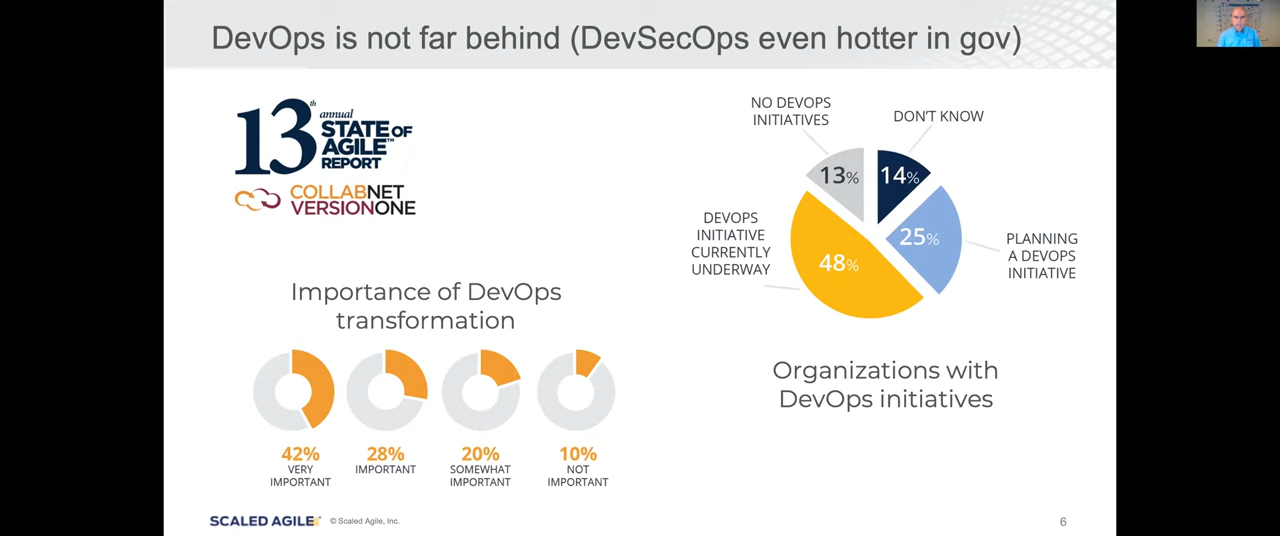 DevOps is not far behind (DevSecOps even hotter in gov)
13th annual
STATE OF
AGILE™
REPORT
COLLABNET
VERSIONONE
Importance of DevOps
transformation
42%
VERY
IMPORTANT
28%
IMPORTANT
20%
SOMEWHAT
IMPORTANT
10%
NOT
IMPORTANT
NO DEVOPS
INITIATIVES
DON'T KNOW
13%
14%
DEVOPS
INITIATIVE
CURRENTLY
UNDERWAY
48%
25%
PLANNING
A DEVOPS
INITIATIVE
Organizations with
DevOps initiatives
SCALED AGILE™ © Scaled Agile, Inc.
6